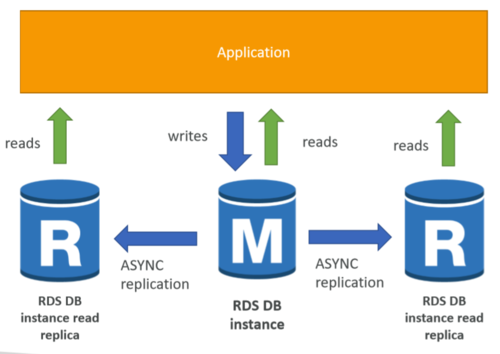 Application
reads
writes
reads
reads
R
M
R
ASYNC
replication
ASYNC
replication
RDS DB
instance read
replica
RDS DB
instance
RDS DB
instance read
replica